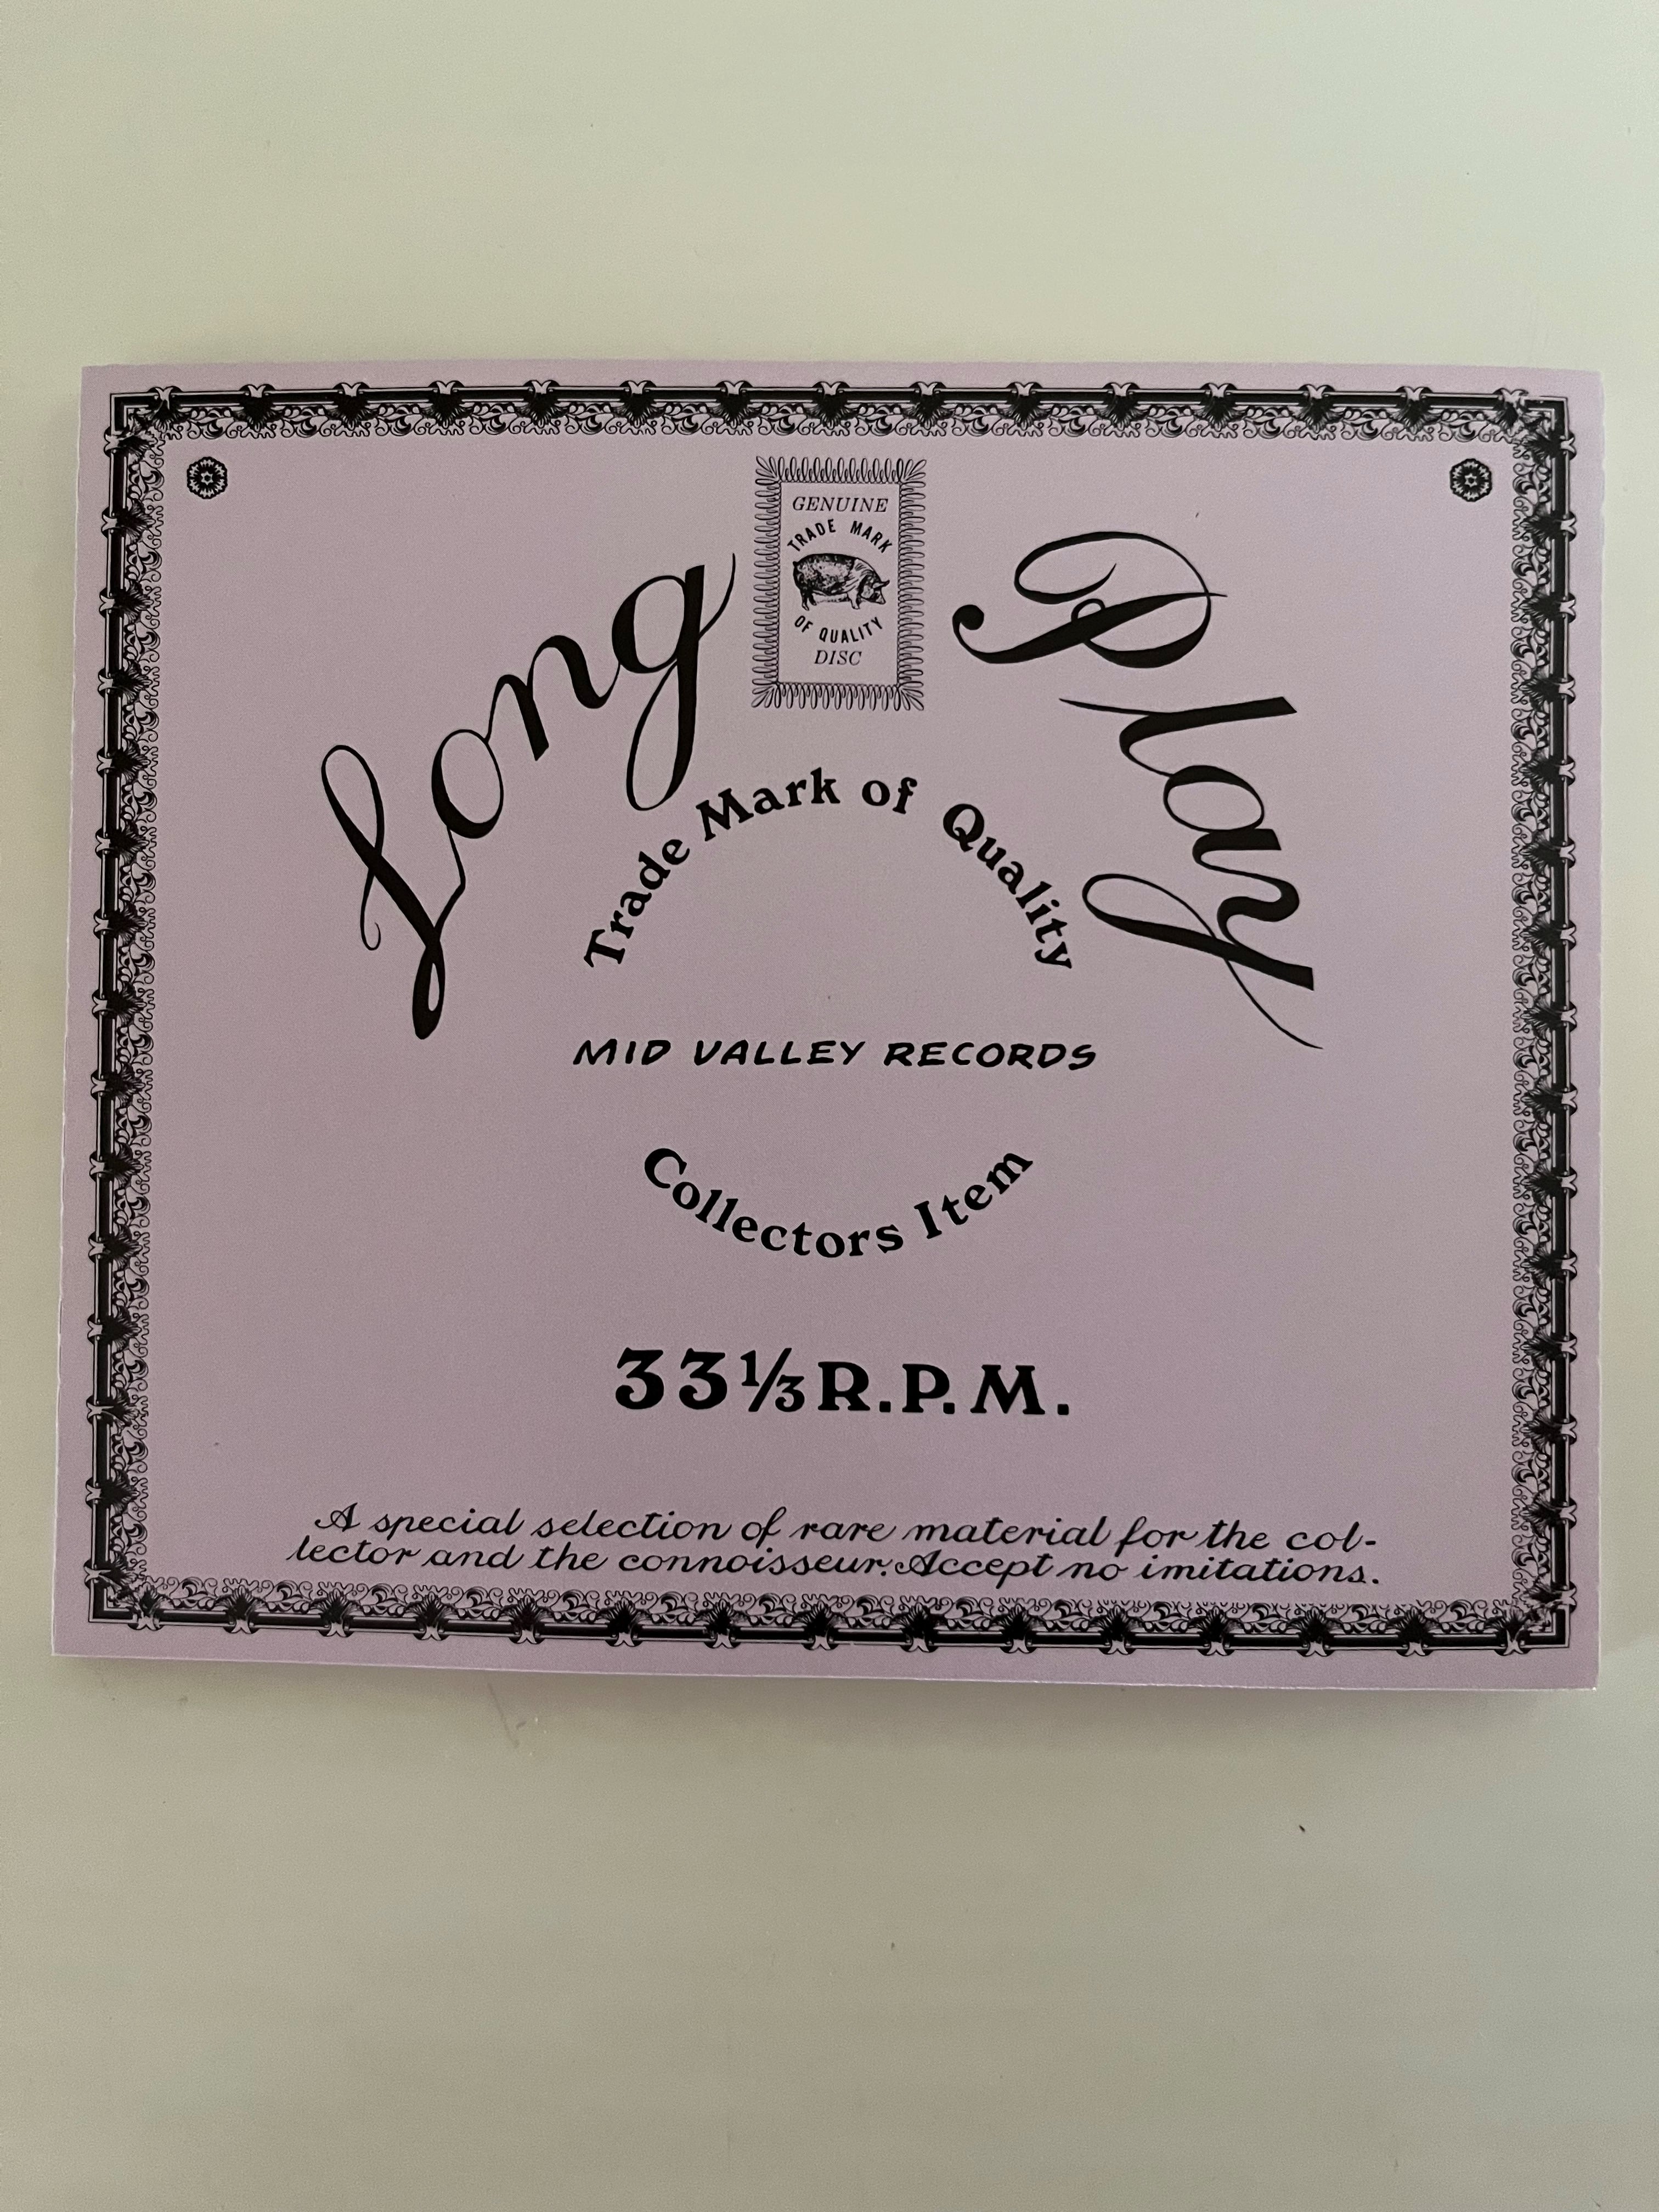 GENUINE
TRADE MARK
OF QUALITY
DISC
Long Play
Trade Mark of Quality
MID VALLEY RECORDS
Collectors Item
33⅓ R.P.M.
A special selection of rare material for the col-
lector and the connoisseur. Accept no imitations.